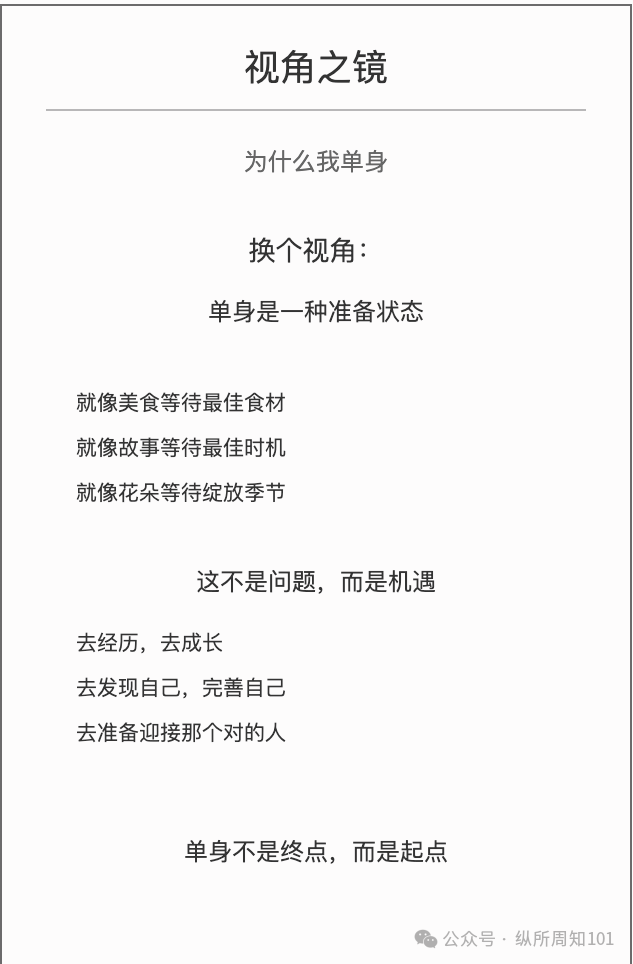 视角之镜
为什么我单身
换个视角：
单身是一种准备状态
就像美食等待最佳食材
就像故事等待最佳时机
就像花朵等待绽放季节
这不是问题，而是机遇
去经历，去成长
去发现自己，完善自己
去准备迎接那个对的人
单身不是终点，而是起点
公众号 · 纵所周知101